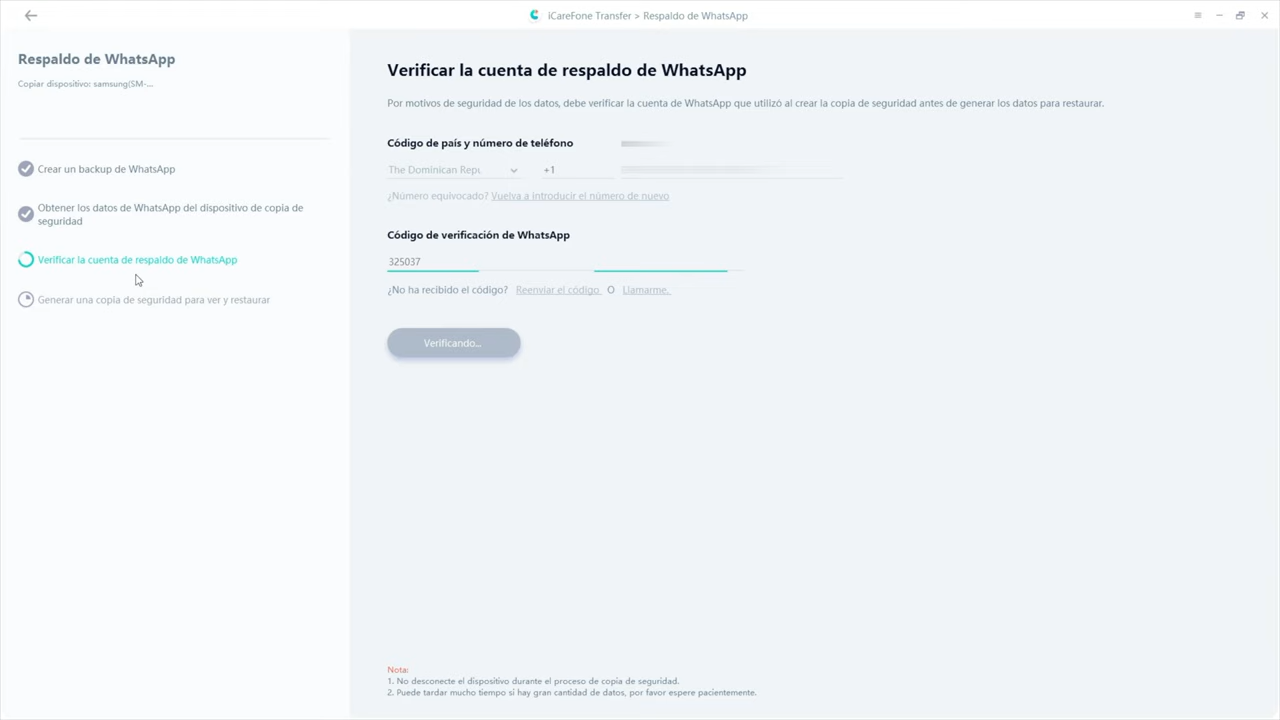 iCareFone Transfer > Respaldo de WhatsApp
Respaldo de WhatsApp
Copiar dispositivo: samsung(SM-...
Crear un backup de WhatsApp
Obtener los datos de WhatsApp del dispositivo de copia de
seguridad
Verificar la cuenta de respaldo de WhatsApp
Generar una copia de seguridad para ver y restaurar
Verificar la cuenta de respaldo de WhatsApp
Por motivos de seguridad de los datos, debe verificar la cuenta de WhatsApp que utilizó al crear la copia de seguridad antes de generar los datos para restaurar.
Código de país y número de teléfono
The Dominican Repu +1
¿Número equivocado? Vuelva a introducir el número de nuevo
Código de verificación de WhatsApp
325037
¿No ha recibido el código? Reenviar el código O Llamarme.
Verificando...
Nota:
1. No desconecte el dispositivo durante el proceso de copia de seguridad.
2. Puede tardar mucho tiempo si hay gran cantidad de datos, por favor espere pacientemente.